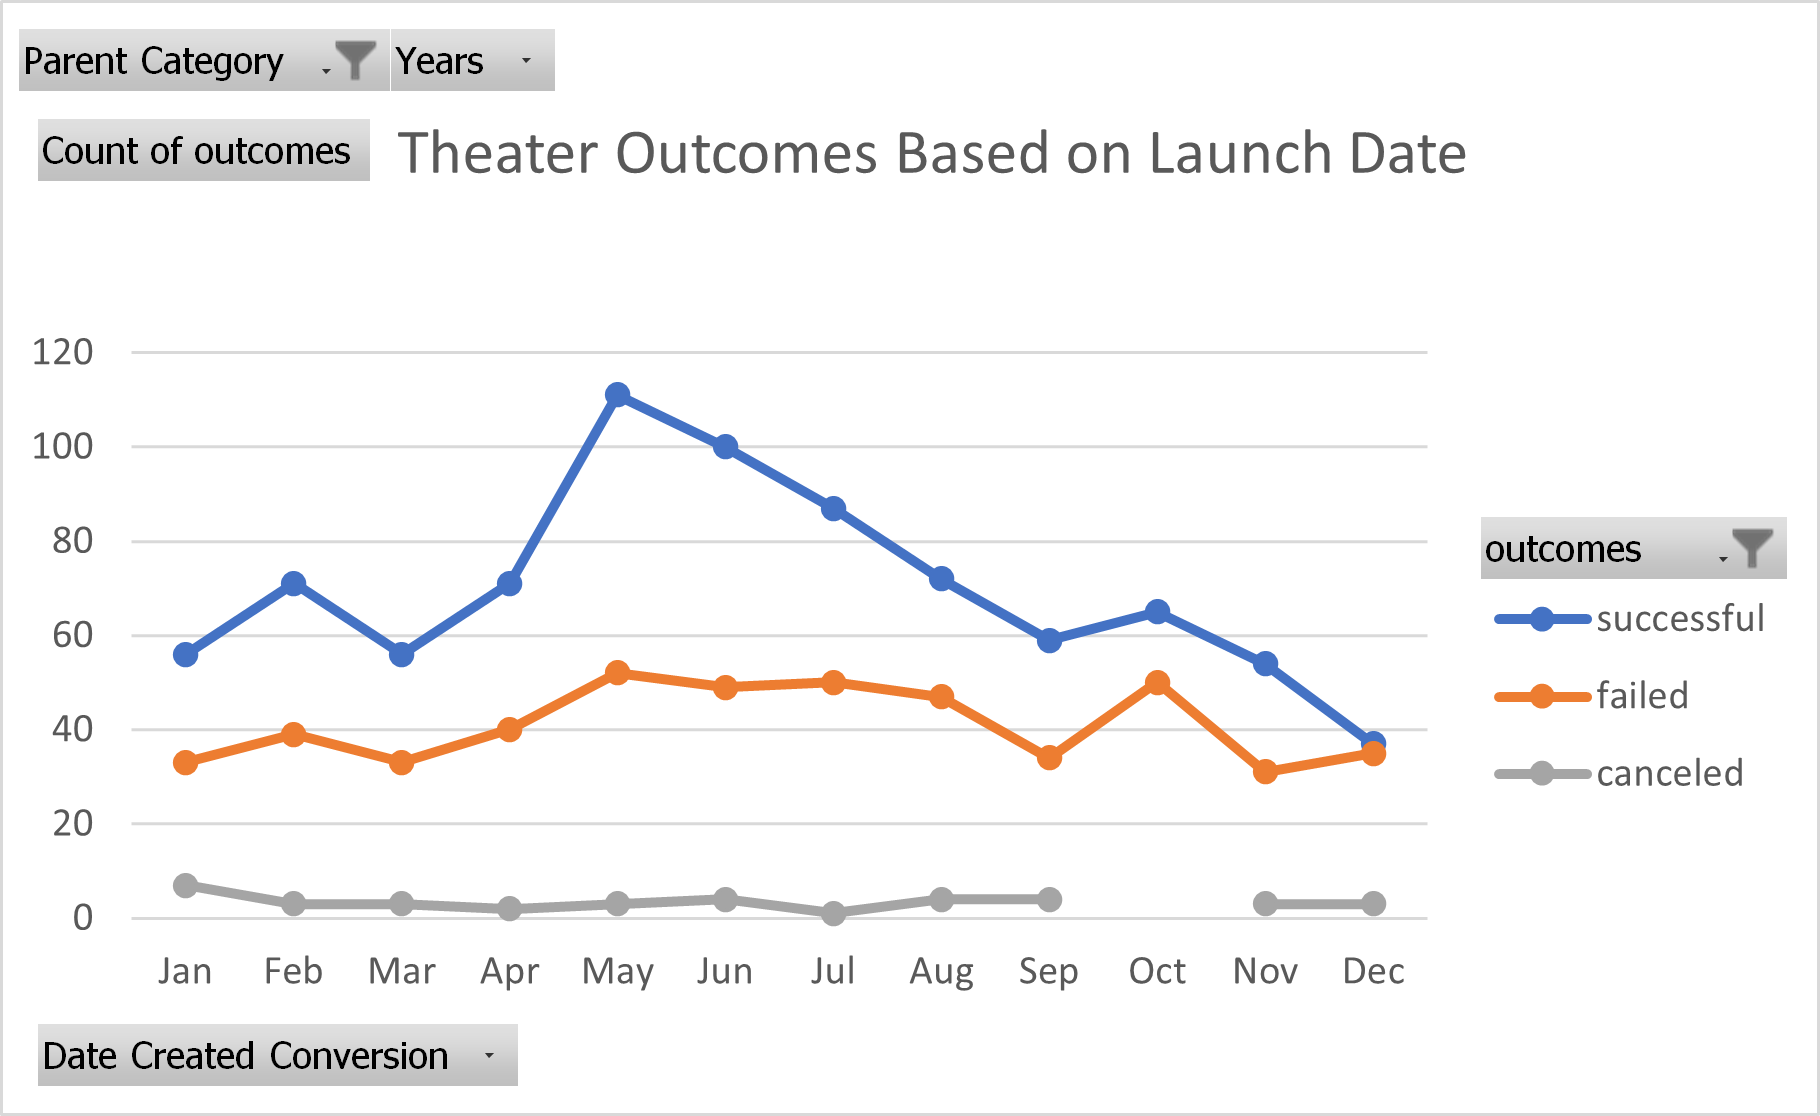 Parent Category Years
Count of outcomes
Theater Outcomes Based on Launch Date
120
100
80
60
40
20
0
Jan Feb Mar Apr May Jun Jul Aug Sep Oct Nov Dec
outcomes
successful
failed
canceled
Date Created Conversion